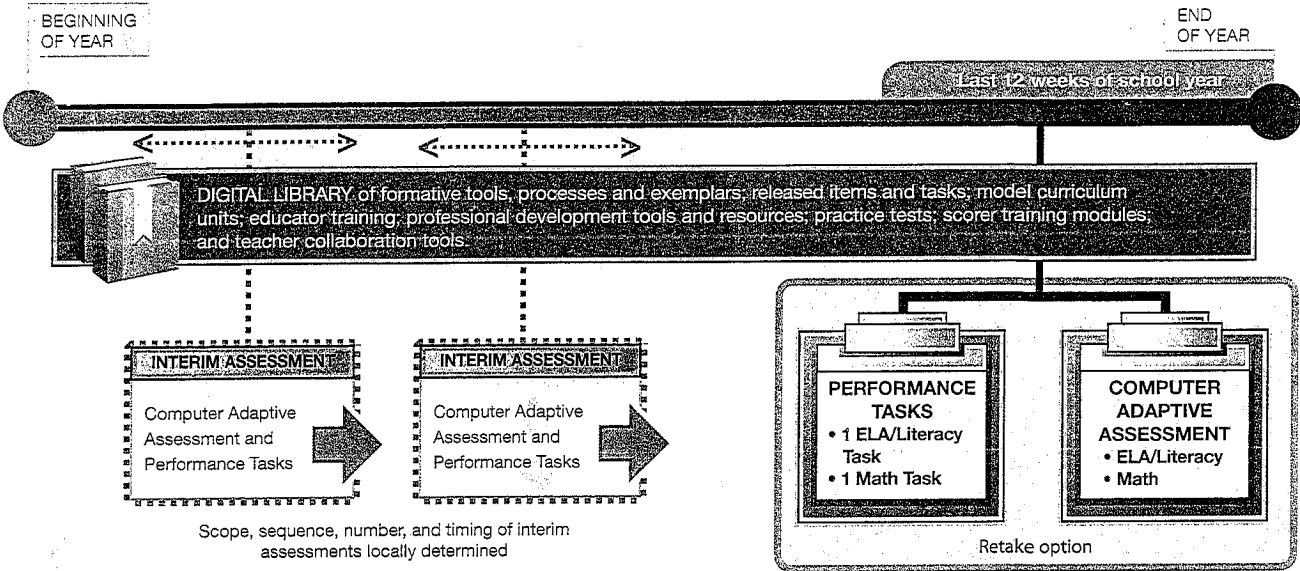 BEGINNING
OF YEAR
END
OF YEAR
Last 12 weeks of school year
DIGITAL LIBRARY of formative tools, processes and exemplars; released items and tasks; model curriculum
units; educator training; professional development tools and resources; practice tests; scorer training modules;
and teacher collaboration tools.
INTERIM ASSESSMENT
Computer Adaptive
Assessment and
Performance Tasks
INTERIM ASSESSMENT
Computer Adaptive
Assessment and
Performance Tasks
Scope, sequence, number, and timing of interim
assessments locally determined
PERFORMANCE
TASKS
• 1 ELA/Literacy
Task
• 1 Math Task
COMPUTER
ADAPTIVE
ASSESSMENT
• ELA/Literacy
• Math
Retake option